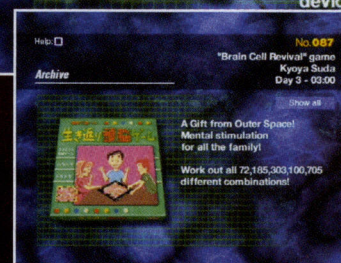 devic
Help:
No.087
"Brain Cell Revival" game
Kyoya Suda
Day 3 - 03:00
Archive
Show all
A Gift from Outer Space!
Mental stimulation
for all the family!
Work out all 72,185,303,100,705
different combinations!